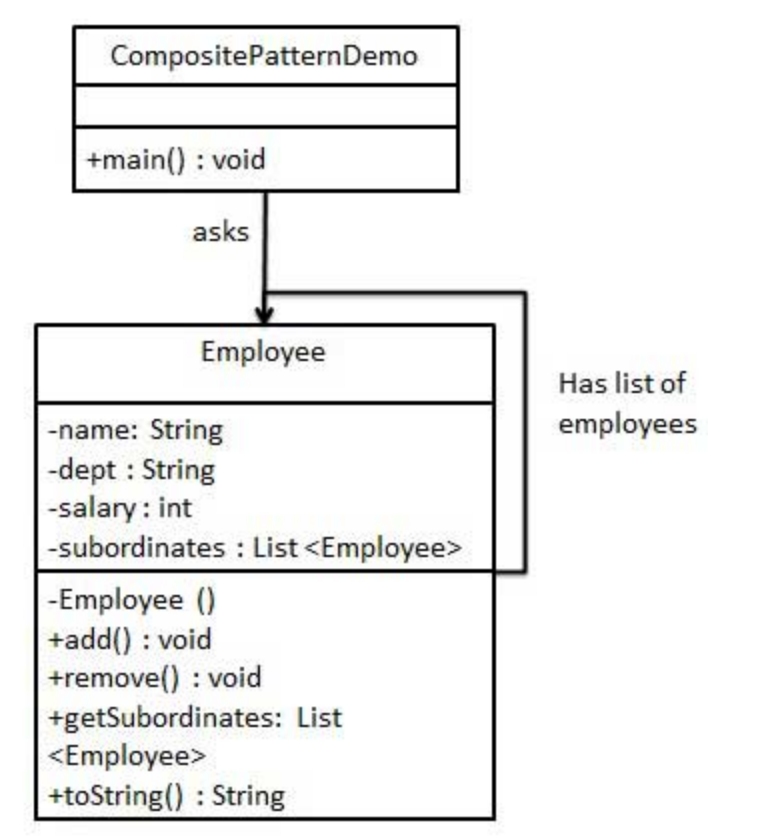 CompositePatternDemo
+main() : void
asks
Employee
Has list of
employees
-name: String
-dept : String
-salary : int
-subordinates : List <Employee>
-Employee ()
+add() : void
+remove() : void
+getSubordinates: List
<Employee>
+toString() : String